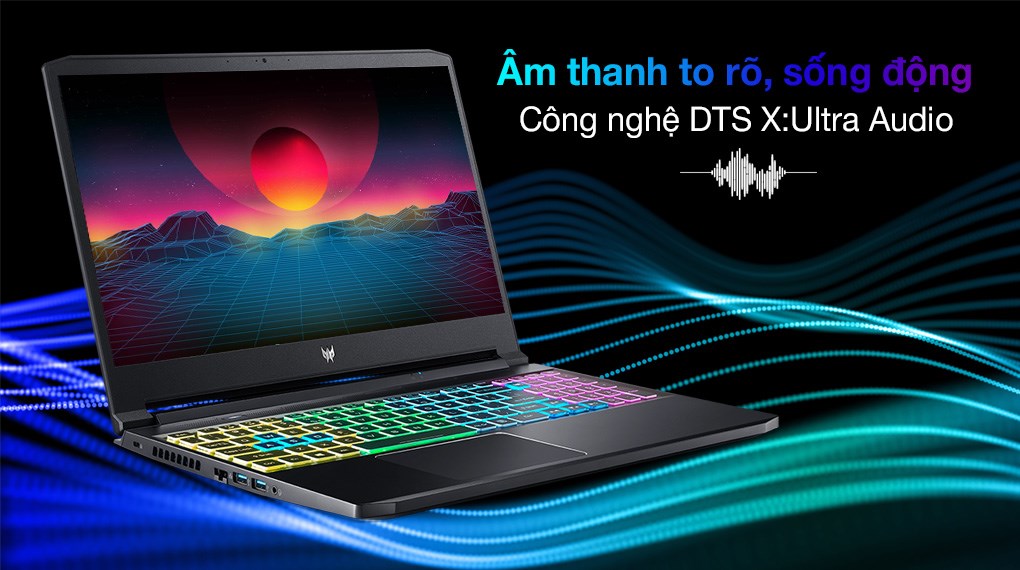 Âm thanh to rõ, sống động
Công nghệ DTS X:Ultra Audio